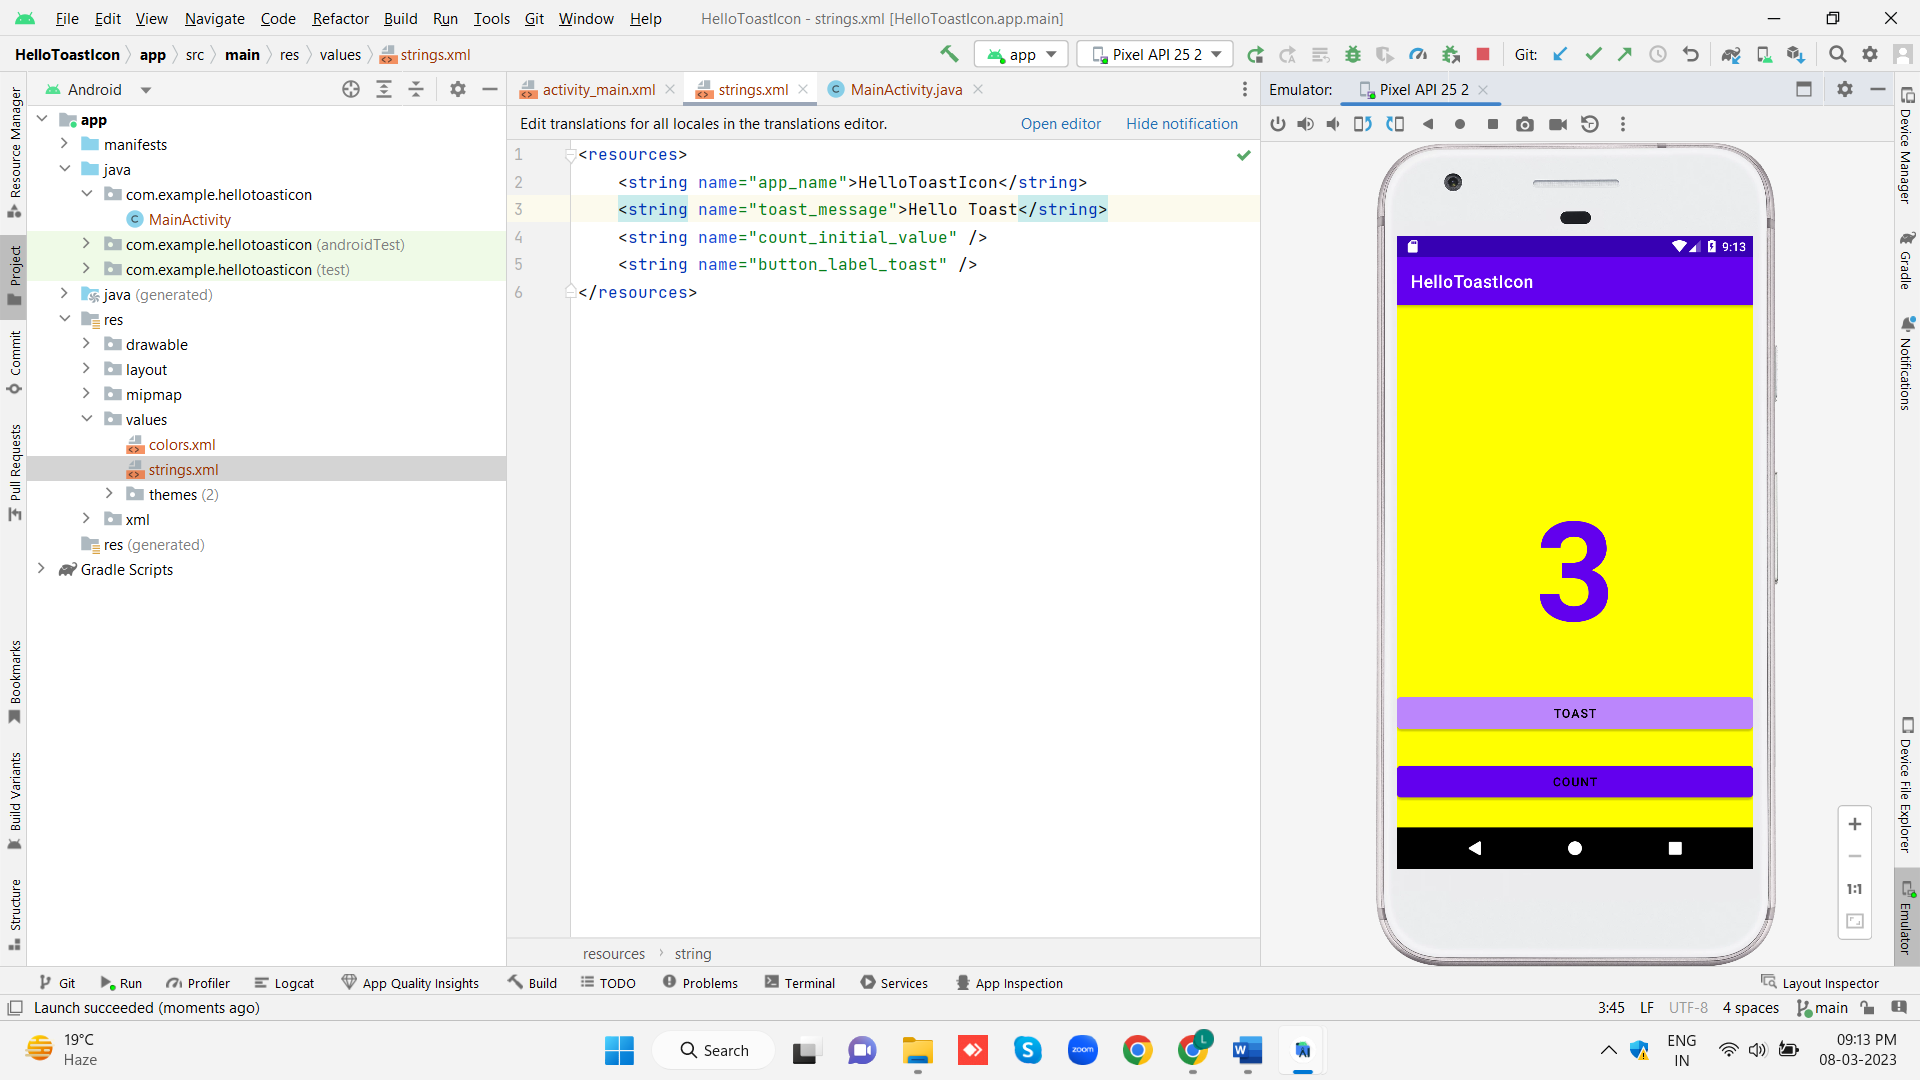 File Edit View Navigate Code Refactor Build Run Tools Git Window Help HelloToastIcon - strings.xml [HelloToastIcon.app.main]
HelloToastIcon app src main res values strings.xml app Pixel API 25 2 Git:
Android activity_main.xml strings.xml MainActivity.java Emulator: Pixel API 25 2
Edit translations for all locales in the translations editor. Open editor Hide notification
Resource Manager
Project
Commit
Pull Requests
Bookmarks
Build Variants
Structure
app
manifests
java
com.example.hellotoasticon
MainActivity
com.example.hellotoasticon (androidTest)
com.example.hellotoasticon (test)
java (generated)
res
drawable
layout
mipmap
values
colors.xml
strings.xml
themes (2)
xml
res (generated)
Gradle Scripts
1 <resources>
2 <string name="app_name">HelloToastIcon</string>
3 <string name="toast_message">Hello Toast</string>
4 <string name="count_initial_value" />
5 <string name="button_label_toast" />
6 </resources>
resources string
9:13
HelloToastIcon
3
TOAST
COUNT
1:1
Device Manager
Gradle
Notifications
Device File Explorer
Emulator
Git Run Profiler Logcat App Quality Insights Build TODO Problems Terminal Services App Inspection Layout Inspector
Launch succeeded (moments ago) 3:45 LF UTF-8 4 spaces main
19°C
Haze
Search
zoom
L
W
ENG
IN
09:13 PM
08-03-2023